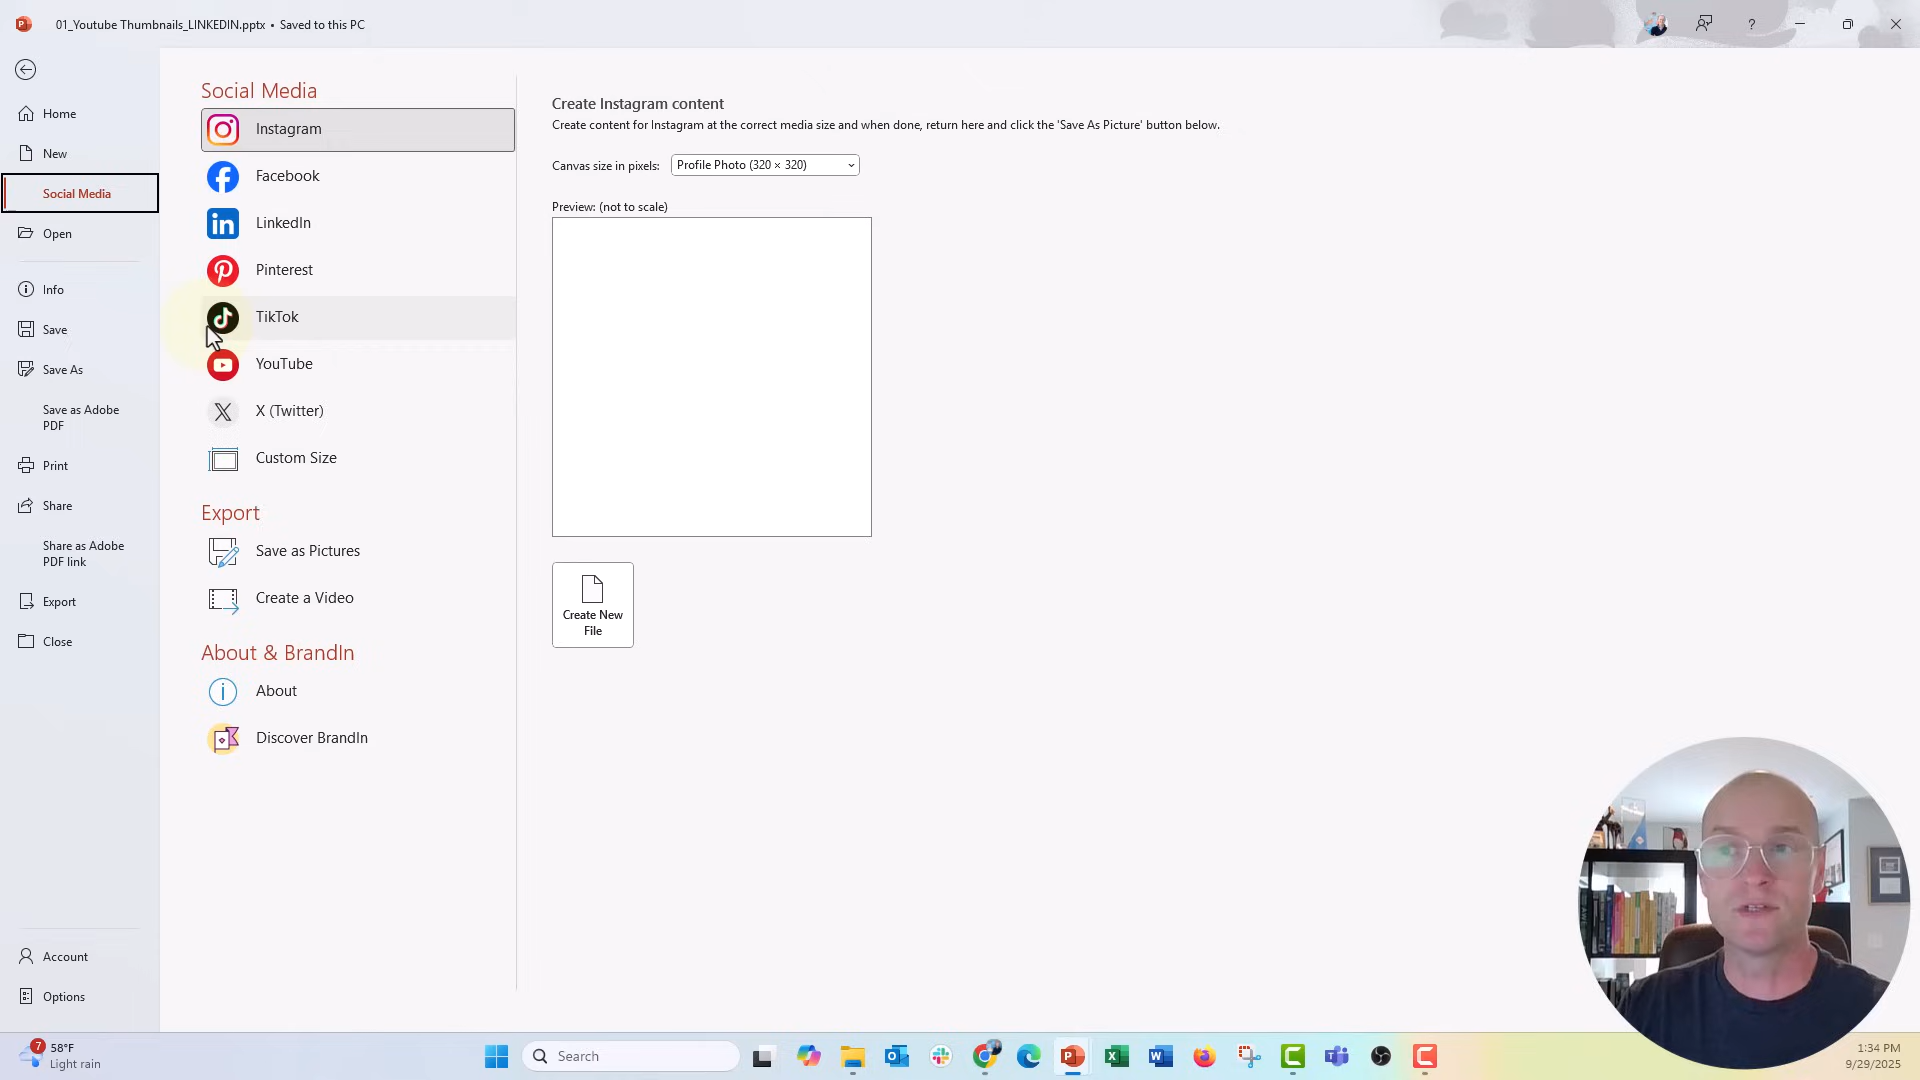 01_Youtube Thumbnails_LINKEDIN.pptx • Saved to this PC
?
Home
New
Social Media
Open
Info
Save
Save As
Save as Adobe
PDF
Print
Share
Share as Adobe
PDF link
Export
Close
Account
Options
Social Media
Instagram
Facebook
LinkedIn
Pinterest
TikTok
YouTube
X (Twitter)
Custom Size
Export
Save as Pictures
Create a Video
About & BrandIn
About
Discover BrandIn
Create Instagram content
Create content for Instagram at the correct media size and when done, return here and click the 'Save As Picture' button below.
Canvas size in pixels: Profile Photo (320 × 320)
Preview: (not to scale)
Create New
File
7
58°F
Light rain
Search
1:34 PM
9/29/2025